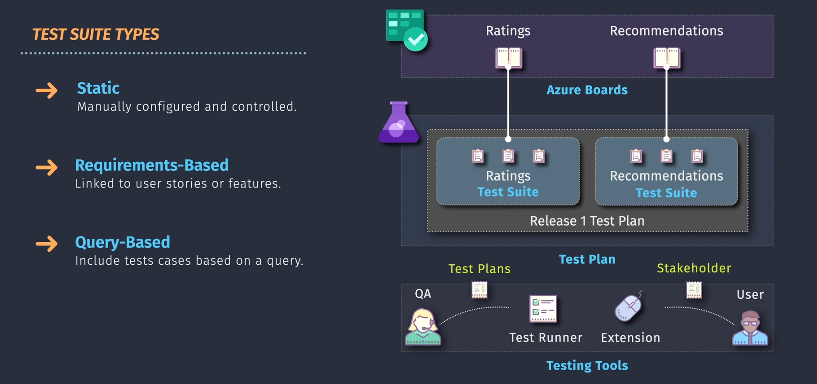 TEST SUITE TYPES
Static
Manually configured and controlled.
Requirements-Based
Linked to user stories or features.
Query-Based
Include tests cases based on a query.
Ratings
Recommendations
Azure Boards
Ratings
Test Suite
Recommendations
Test Suite
Release 1 Test Plan
Test Plan
Test Plans
Stakeholder
QA
User
Test Runner
Extension
Testing Tools